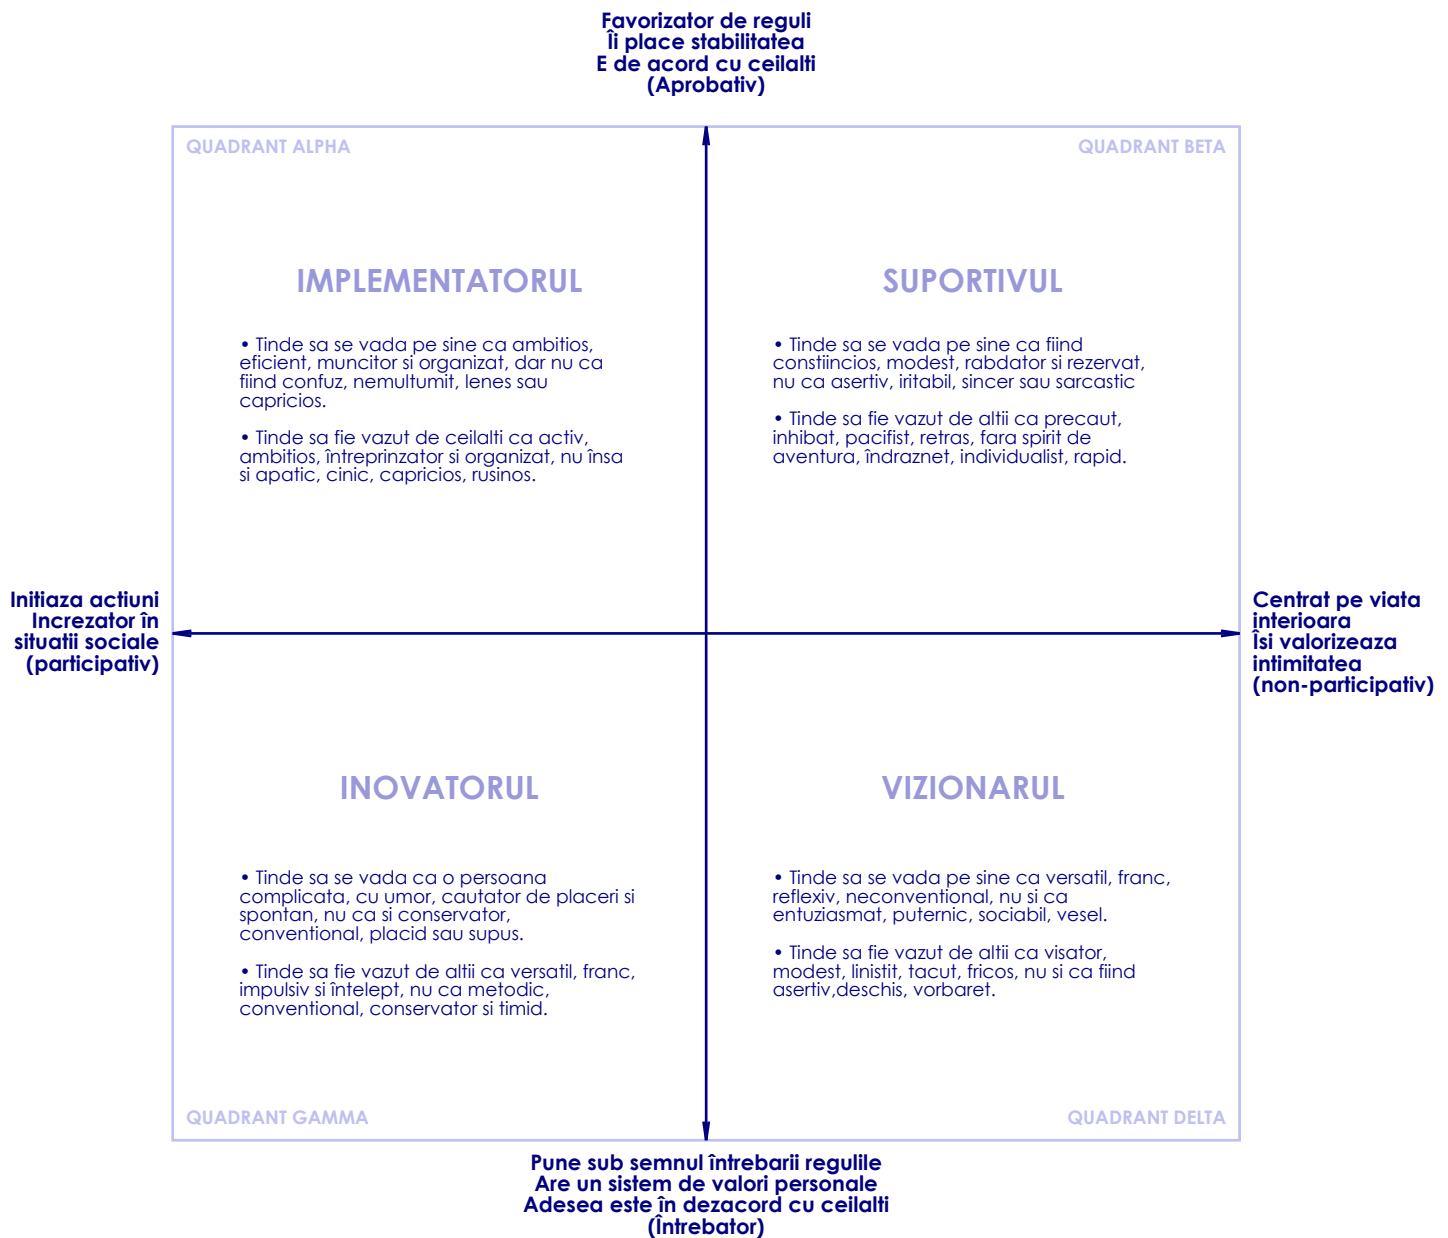 Favorizator de reguli
Îi place stabilitatea
E de acord cu ceilalti
(Aprobativ)
QUADRANT ALPHA
QUADRANT BETA
IMPLEMENTATORUL
• Tinde sa se vada pe sine ca ambitios,
eficient, muncitor si organizat, dar nu ca
fiind confuz, nemultumit, lenes sau
capricios.
• Tinde sa fie vazut de ceilalti ca activ,
ambitios, întreprinzator si organizat, nu însa
si apatic, cinic, capricios, rusinos.
SUPORTIVUL
• Tinde sa se vada pe sine ca fiind
constiincios, modest, rabdator si rezervat,
nu ca asertiv, iritabil, sincer sau sarcastic
• Tinde sa fie vazut de altii ca precaut,
inhibat, pacifist, retras, fara spirit de
aventura, îndraznet, individualist, rapid.
Initiaza actiuni
Increzator în
situatii sociale
(participativ)
Centrat pe viata
interioara
Îsi valorizeaza
intimitatea
(non-participativ)
INOVATORUL
• Tinde sa se vada ca o persoana
complicata, cu umor, cautator de placeri si
spontan, nu ca si conservator,
conventional, placid sau supus.
• Tinde sa fie vazut de altii ca versatil, franc,
impulsiv si întelept, nu ca metodic,
conventional, conservator si timid.
VIZIONARUL
• Tinde sa se vada pe sine ca versatil, franc,
reflexiv, neconventional, nu si ca
entuziasmat, puternic, sociabil, vesel.
• Tinde sa fie vazut de altii ca visator,
modest, linistit, tacut, fricos, nu si ca fiind
asertiv,deschis, vorbaret.
QUADRANT GAMMA
QUADRANT DELTA
Pune sub semnul întrebarii regulile
Are un sistem de valori personale
Adesea este în dezacord cu ceilalti
(Întrebator)